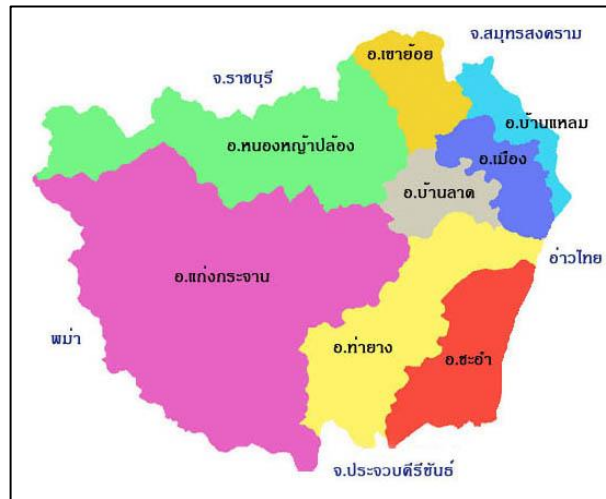 จ.สมุทรสงคราม
อ.เขาย้อย
จ.ราชบุรี
อ.บ้านแหลม
อ.หนองหญ้าปล้อง
อ.เมือง
อ.บ้านลาด
อ่าวไทย
อ.แก่งกระจาน
พม่า
อ.ท่ายาง
อ.ชะอำ
จ.ประจวบคีรีขันธ์